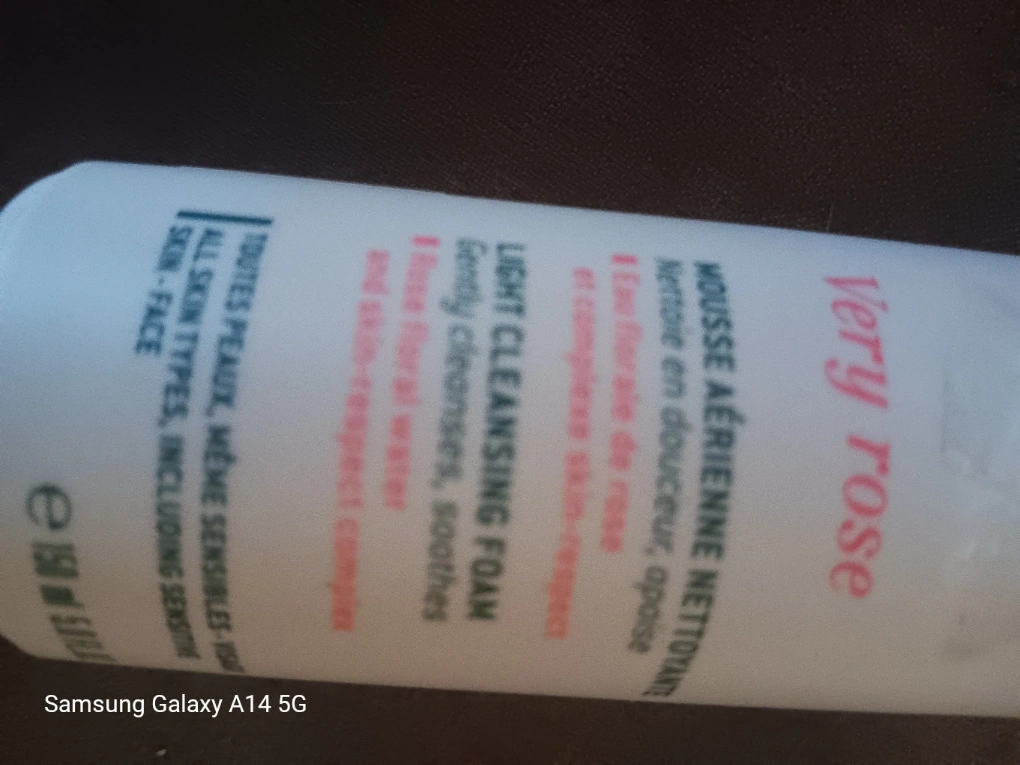 Very rose
MOUSSE AÉRIENNE NETTOYANTE
Nettoie en douceur, apaise
Eau florale de rose
et complexe skin-respect
LIGHT CLEANSING FOAM
Gently cleanses, soothes
Rose floral water
and skin-respect complex
TOUTES PEAUX, MÊME SENSIBLES -
ALL SKIN TYPES, INCLUDING SENSITIVE
SKIN - FACE
e 150 ml
Samsung Galaxy A14 5G